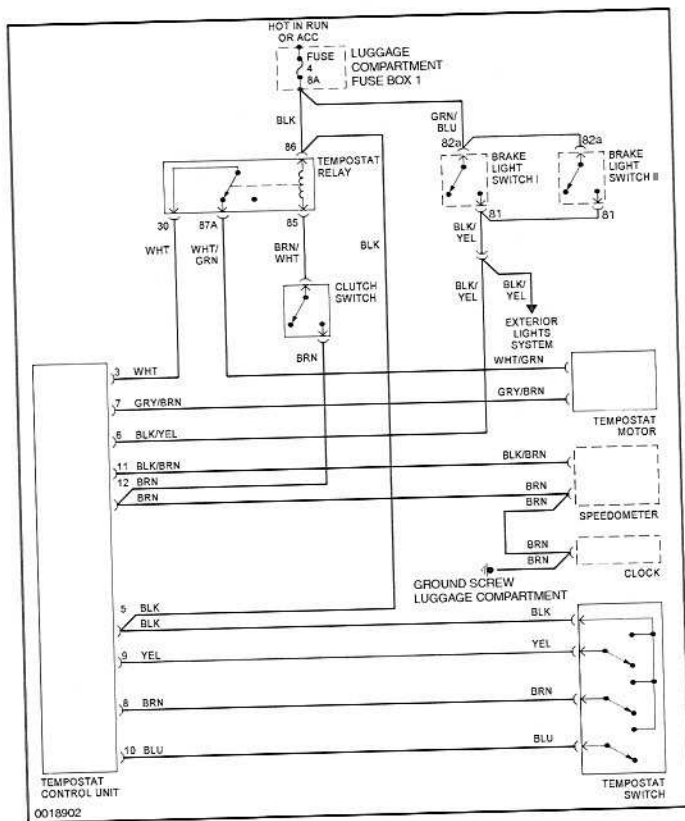 HOT IN RUN
OR ACC
FUSE
4
8A
LUGGAGE
COMPARTMENT
FUSE BOX 1
BLK
GRN/
BLU
86
82a
82a
TEMPOSTAT
RELAY
BRAKE
LIGHT
SWITCH I
BRAKE
LIGHT
SWITCH II
30
87A
85
81
81
WHT
WHT/
GRN
BRN/
WHT
BLK
BLK/
YEL
CLUTCH
SWITCH
BLK/
YEL
BLK/
YEL
EXTERIOR
LIGHTS
SYSTEM
BRN
3 WHT
WHT/GRN
7 GRY/BRN
GRY/BRN
TEMPOSTAT
MOTOR
6 BLK/YEL
11 BLK/BRN
BLK/BRN
12 BRN
BRN
BRN
BRN
SPEEDOMETER
BRN
BRN
CLOCK
GROUND SCREW
LUGGAGE COMPARTMENT
5 BLK
BLK
BLK
9 YEL
YEL
8 BRN
BRN
10 BLU
BLU
TEMPOSTAT
CONTROL UNIT
TEMPOSTAT
SWITCH
0018902